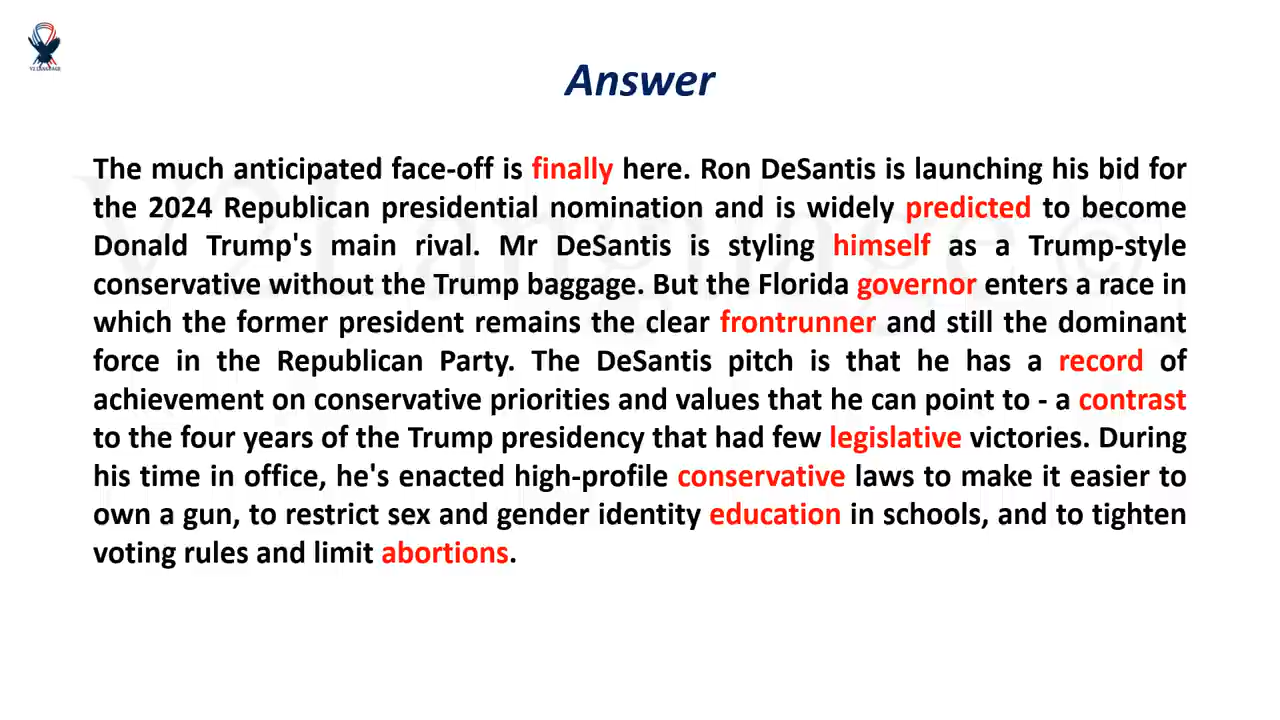 V2 LANGUAGE
Answer
The much anticipated face-off is finally here. Ron DeSantis is launching his bid for
the 2024 Republican presidential nomination and is widely predicted to become
Donald Trump's main rival. Mr DeSantis is styling himself as a Trump-style
conservative without the Trump baggage. But the Florida governor enters a race in
which the former president remains the clear frontrunner and still the dominant
force in the Republican Party. The DeSantis pitch is that he has a record of
achievement on conservative priorities and values that he can point to - a contrast
to the four years of the Trump presidency that had few legislative victories. During
his time in office, he's enacted high-profile conservative laws to make it easier to
own a gun, to restrict sex and gender identity education in schools, and to tighten
voting rules and limit abortions.
V2 Language ©